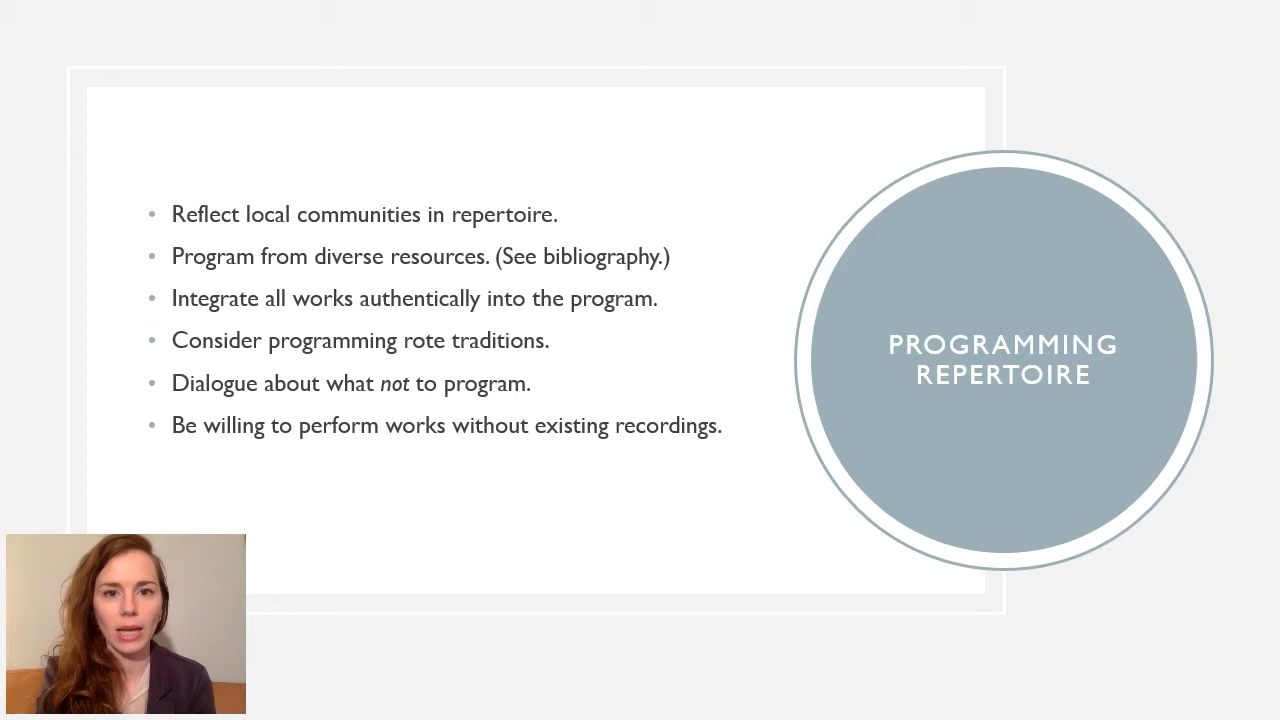 Reflect local communities in repertoire.
Program from diverse resources. (See bibliography.)
Integrate all works authentically into the program.
Consider programming rote traditions.
Dialogue about what not to program.
Be willing to perform works without existing recordings.
PROGRAMMING
REPERTOIRE